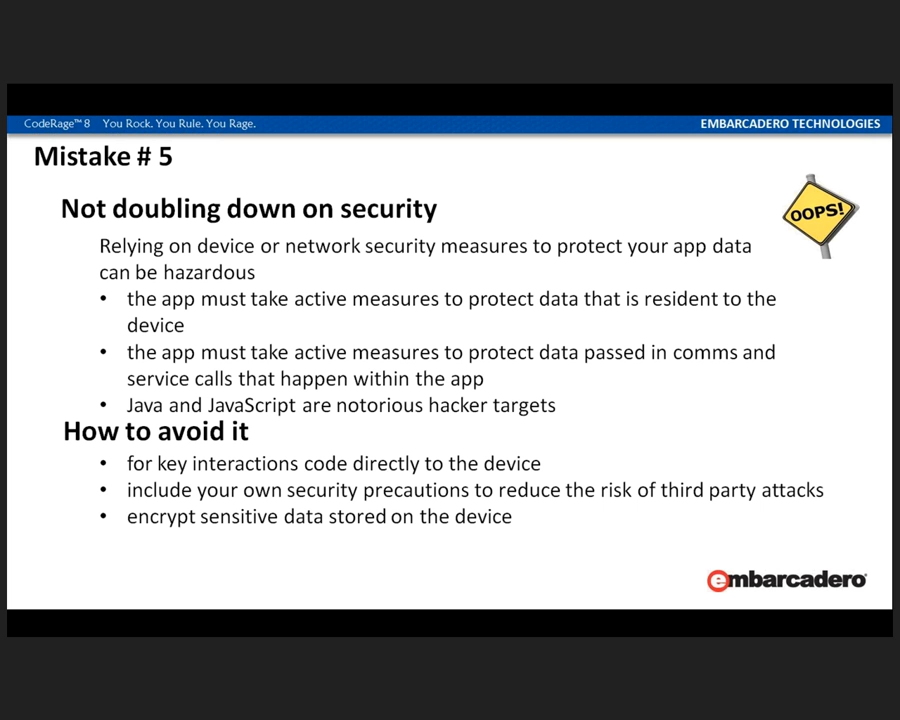 CodeRage™ 8 You Rock. You Rule. You Rage.
EMBARCADERO TECHNOLOGIES
Mistake # 5
Not doubling down on security
OOPS!
Relying on device or network security measures to protect your app data
can be hazardous
• the app must take active measures to protect data that is resident to the
device
• the app must take active measures to protect data passed in comms and
service calls that happen within the app
• Java and JavaScript are notorious hacker targets
How to avoid it
• for key interactions code directly to the device
• include your own security precautions to reduce the risk of third party attacks
• encrypt sensitive data stored on the device
embarcadero